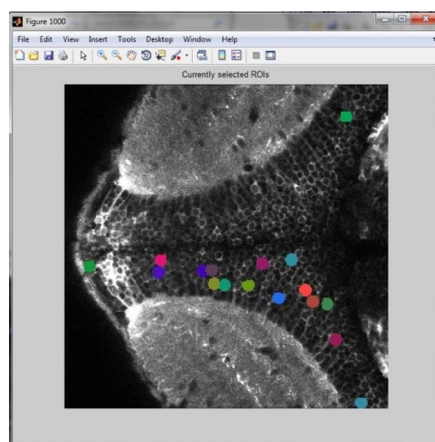 Figure 1000
File Edit View Insert Tools Desktop Window Help
Currently selected ROIs